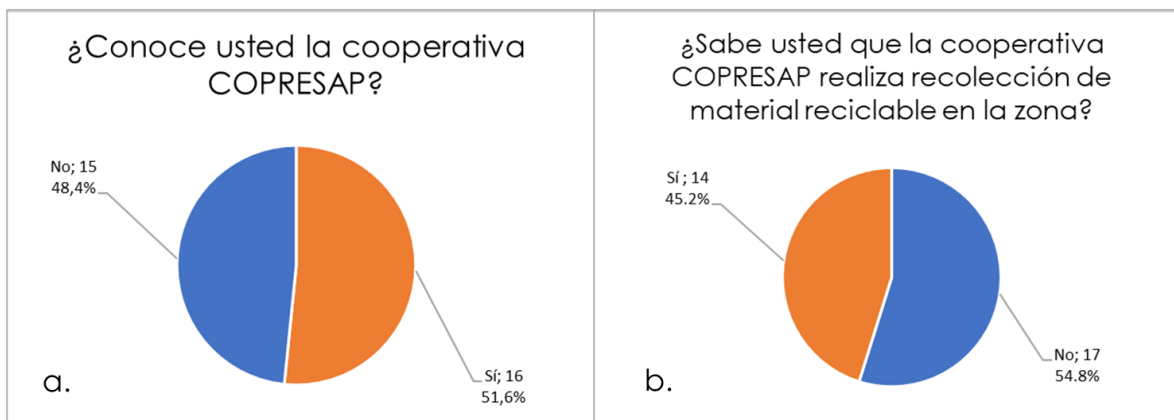 ¿Conoce usted la cooperativa
COPRESAP?
No; 15
48,4%
Sí; 16
51,6%
a.
¿Sabe usted que la cooperativa
COPRESAP realiza recolección de
material reciclable en la zona?
Sí ; 14
45.2%
No; 17
54.8%
b.